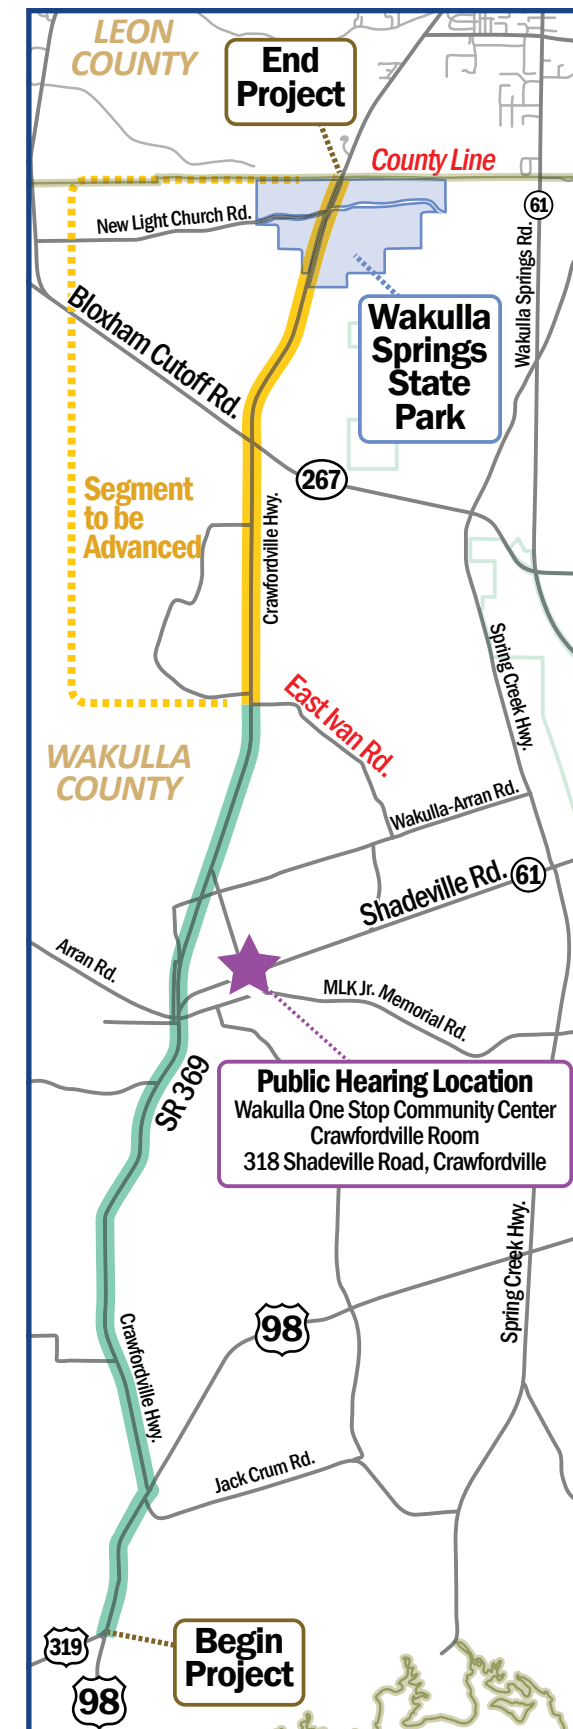 LEON
COUNTY
End
Project
County Line
61
New Light Church Rd.
Wakulla Springs Rd.
Bloxham Cutoff Rd.
Wakulla
Springs
State
Park
267
Segment
to be
Advanced
Crawfordville Hwy.
Spring Creek Hwy.
East Ivan Rd.
WAKULLA
COUNTY
Wakulla-Arran Rd.
Shadeville Rd.
61
Arran Rd.
MLK Jr. Memorial Rd.
SR 369
Public Hearing Location
Wakulla One Stop Community Center
Crawfordville Room
318 Shadeville Road, Crawfordville
Spring Creek Hwy.
98
Crawfordville Hwy.
Jack Crum Rd.
319
Begin
Project
98